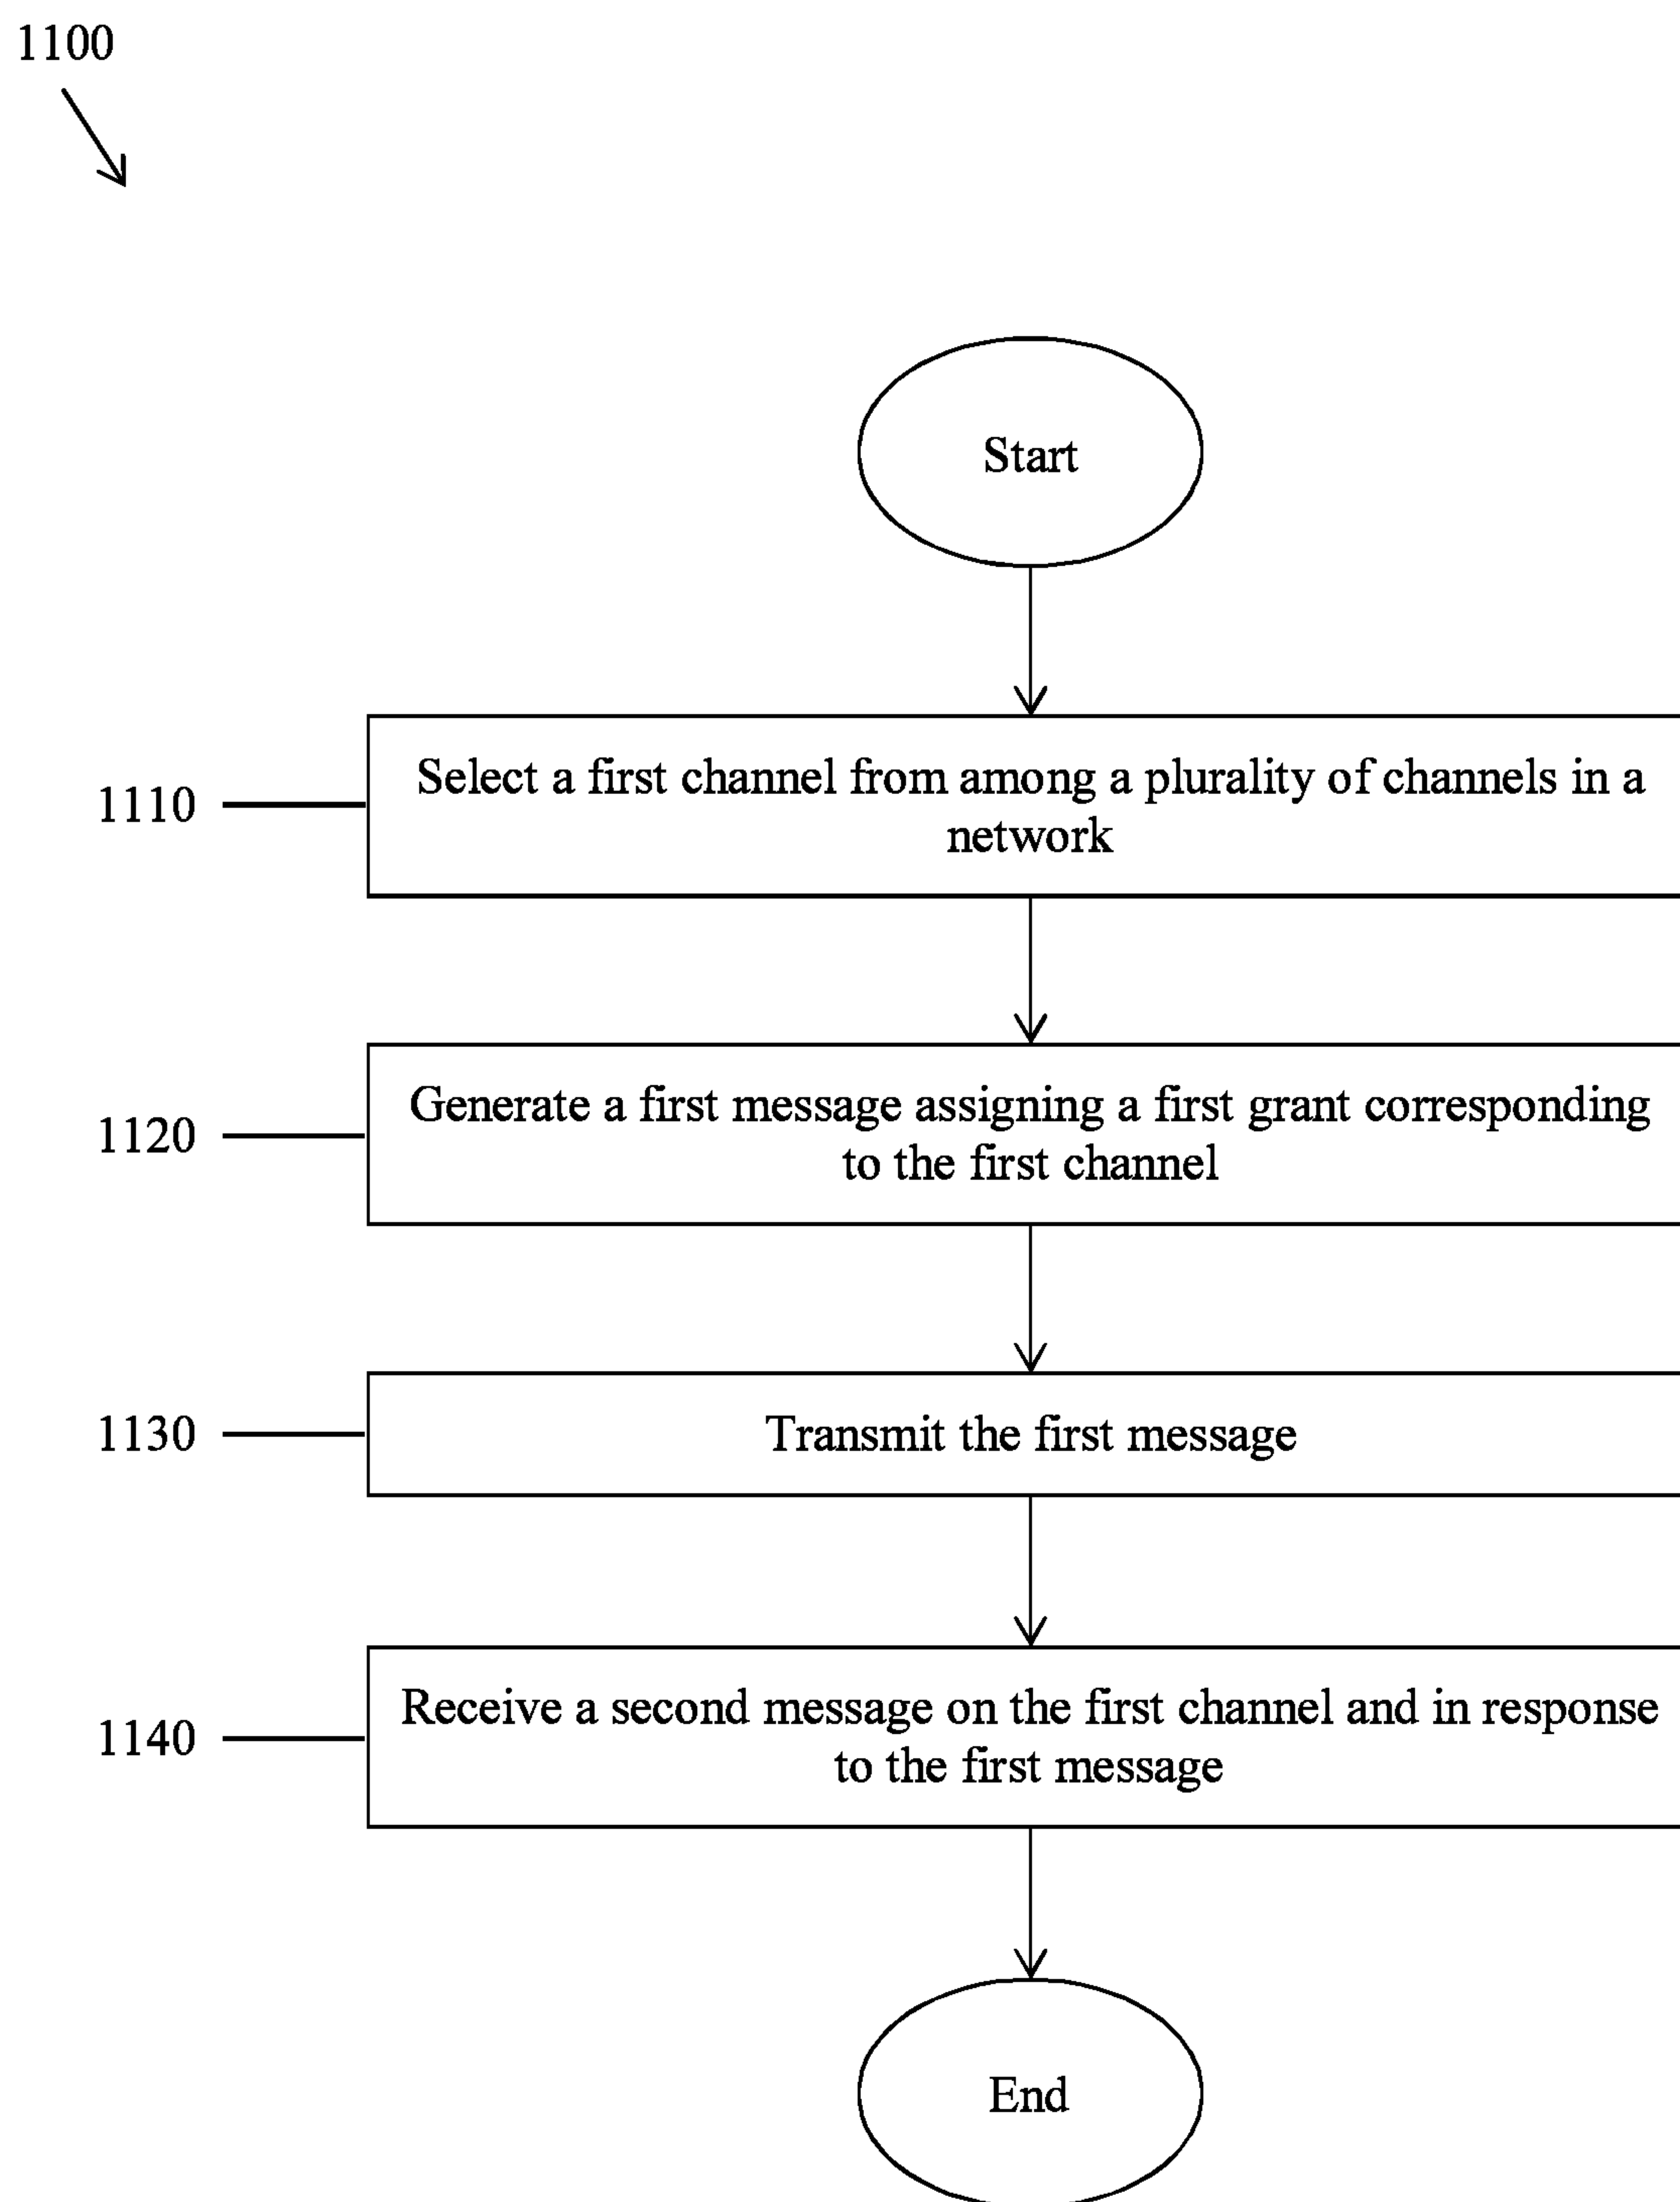 1100
Start
1110
Select a first channel from among a plurality of channels in a
network
1120
Generate a first message assigning a first grant corresponding
to the first channel
1130
Transmit the first message
1140
Receive a second message on the first channel and in response
to the first message
End